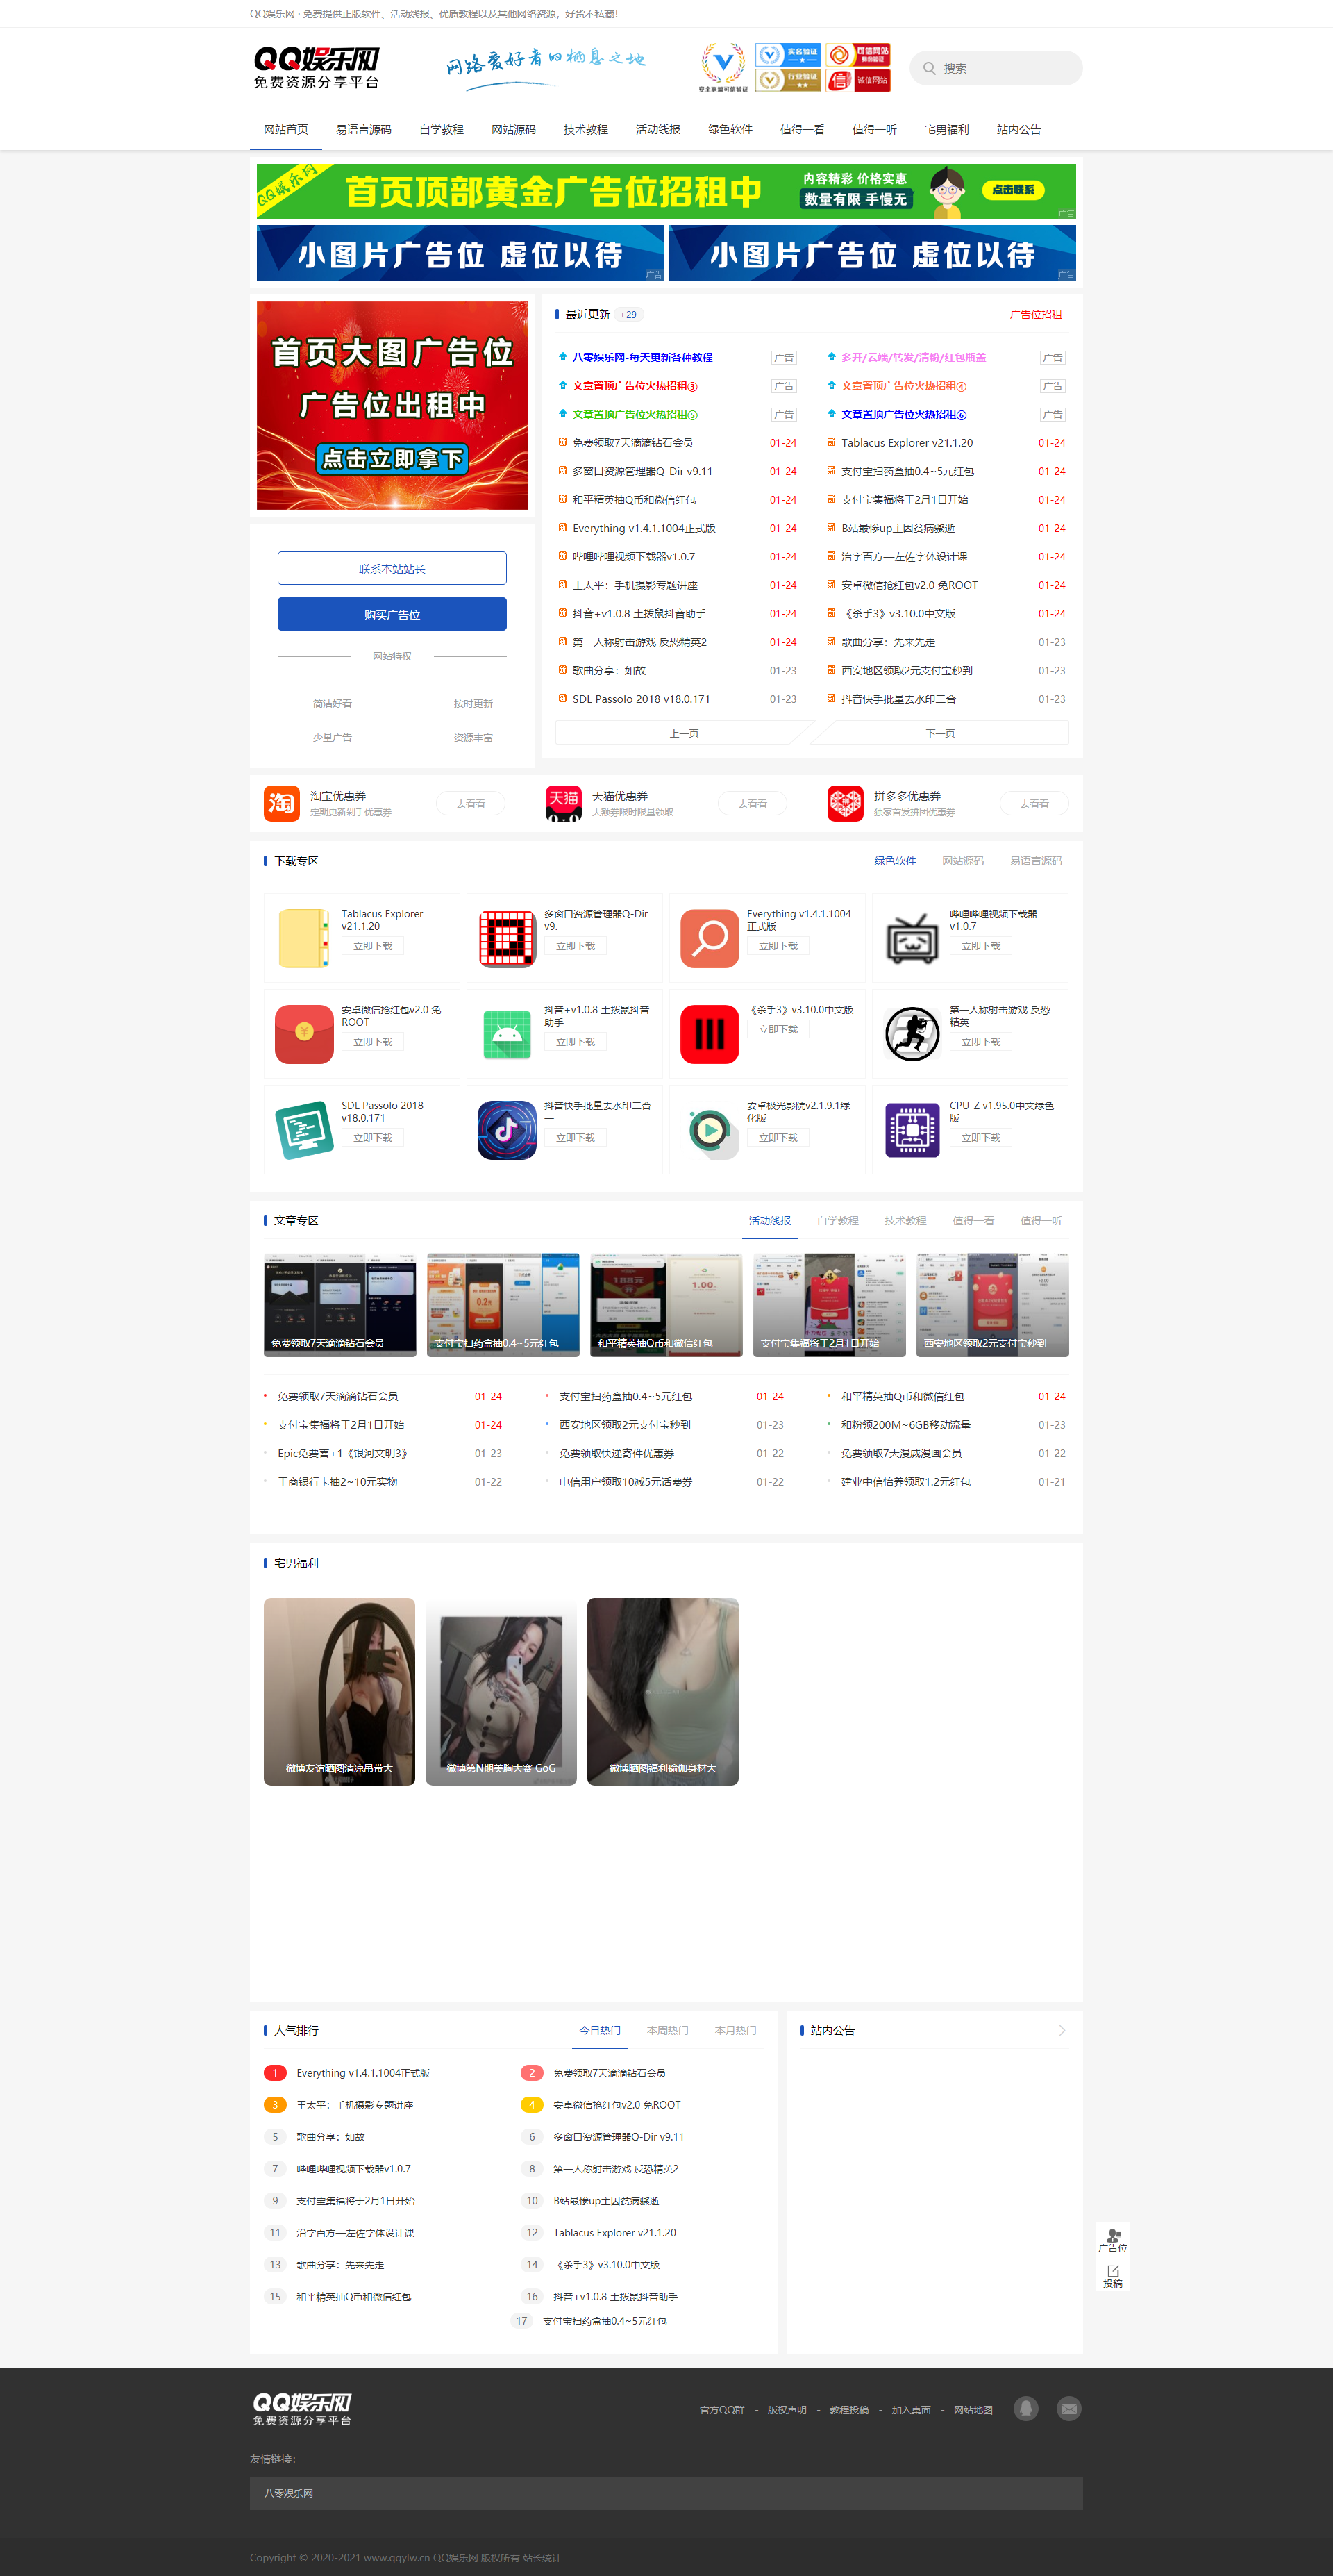 QQ娱乐网 - 免费提供正版软件、活动线报、优质教程以及其他网络资源，好货不私藏!
QQ娱乐网
免费资源分享平台
网络爱好者的栖息之地
安全联盟可信验证
实名验证
行业验证
可信网站
身份验证
诚信网站
搜索
网站首页 易语言源码 自学教程 网站源码 技术教程 活动线报 绿色软件 值得一看 值得一听 宅男福利 站内公告
QQ娱乐网
首页顶部黄金广告位招租中
内容精彩 价格实惠
数量有限 手慢无
点击联系
广告
小图片广告位 虚位以待
广告
小图片广告位 虚位以待
广告
首页大图广告位
广告位出租中
点击立即拿下
联系本站站长
购买广告位
网站特权
简洁好看 按时更新
少量广告 资源丰富
最近更新 +29 广告位招租
八零娱乐网-每天更新各种教程 广告 多开/云端/转发/清粉/红包瓶盖 广告
文章置顶广告位火热招租③ 广告 文章置顶广告位火热招租④ 广告
文章置顶广告位火热招租⑤ 广告 文章置顶广告位火热招租⑥ 广告
免费领取7天滴滴钻石会员 01-24 Tablacus Explorer v21.1.20 01-24
多窗口资源管理器Q-Dir v9.11 01-24 支付宝扫药盒抽0.4~5元红包 01-24
和平精英抽Q币和微信红包 01-24 支付宝集福将于2月1日开始 01-24
Everything v1.4.1.1004正式版 01-24 B站最惨up主因贫病骤逝 01-24
哔哩哔哩视频下载器v1.0.7 01-24 治字百方—左佐字体设计课 01-24
王太平：手机摄影专题讲座 01-24 安卓微信抢红包v2.0 免ROOT 01-24
抖音+v1.0.8 土拨鼠抖音助手 01-24 《杀手3》v3.10.0中文版 01-24
第一人称射击游戏 反恐精英2 01-24 歌曲分享：先来先走 01-23
歌曲分享：如故 01-23 西安地区领取2元支付宝秒到 01-23
SDL Passolo 2018 v18.0.171 01-23 抖音快手批量去水印二合一 01-23
上一页 下一页
淘
淘宝优惠券
定期更新剁手优惠券
去看看
天猫
天猫优惠券
大额券限时限量领取
去看看
拼多多优惠券
独家首发拼团优惠券
去看看
下载专区 绿色软件 网站源码 易语言源码
Tablacus Explorer
v21.1.20
立即下载
多窗口资源管理器Q-Dir
v9.
立即下载
Everything v1.4.1.1004
正式版
立即下载
哔哩哔哩视频下载器
v1.0.7
立即下载
安卓微信抢红包v2.0 免
ROOT
立即下载
抖音+v1.0.8 土拨鼠抖音
助手
立即下载
《杀手3》v3.10.0中文版
立即下载
第一人称射击游戏 反恐
精英
立即下载
SDL Passolo 2018
v18.0.171
立即下载
抖音快手批量去水印二合
一
立即下载
安卓极光影院v2.1.9.1绿
化版
立即下载
CPU-Z v1.95.0中文绿色
版
立即下载
文章专区 活动线报 自学教程 技术教程 值得一看 值得一听
免费领取7天滴滴钻石会员
支付宝扫药盒抽0.4~5元红包
和平精英抽Q币和微信红包
支付宝集福将于2月1日开始
西安地区领取2元支付宝秒到
免费领取7天滴滴钻石会员 01-24 支付宝扫药盒抽0.4~5元红包 01-24 和平精英抽Q币和微信红包 01-24
支付宝集福将于2月1日开始 01-24 西安地区领取2元支付宝秒到 01-23 和粉领200M~6GB移动流量 01-23
Epic免费喜+1《银河文明3》 01-23 免费领取快递寄件优惠券 01-22 免费领取7天漫威漫画会员 01-22
工商银行卡抽2~10元实物 01-22 电信用户领取10减5元话费券 01-22 建业中信怡养领取1.2元红包 01-21
宅男福利
微博友谊晒图清凉吊带大
微博第N期美胸大赛 GoG
微博晒图福利瑜伽身材大
人气排行 今日热门 本周热门 本月热门
1 Everything v1.4.1.1004正式版 2 免费领取7天滴滴钻石会员
3 王太平：手机摄影专题讲座 4 安卓微信抢红包v2.0 免ROOT
5 歌曲分享：如故 6 多窗口资源管理器Q-Dir v9.11
7 哔哩哔哩视频下载器v1.0.7 8 第一人称射击游戏 反恐精英2
9 支付宝集福将于2月1日开始 10 B站最惨up主因贫病骤逝
11 治字百方—左佐字体设计课 12 Tablacus Explorer v21.1.20
13 歌曲分享：先来先走 14 《杀手3》v3.10.0中文版
15 和平精英抽Q币和微信红包 16 抖音+v1.0.8 土拨鼠抖音助手
17 支付宝扫药盒抽0.4~5元红包
站内公告
广告位
投稿
QQ娱乐网
免费资源分享平台
官方QQ群 - 版权声明 - 教程投稿 - 加入桌面 - 网站地图
友情链接：
八零娱乐网
Copyright © 2020-2021 www.qqylw.cn QQ娱乐网 版权所有 站长统计